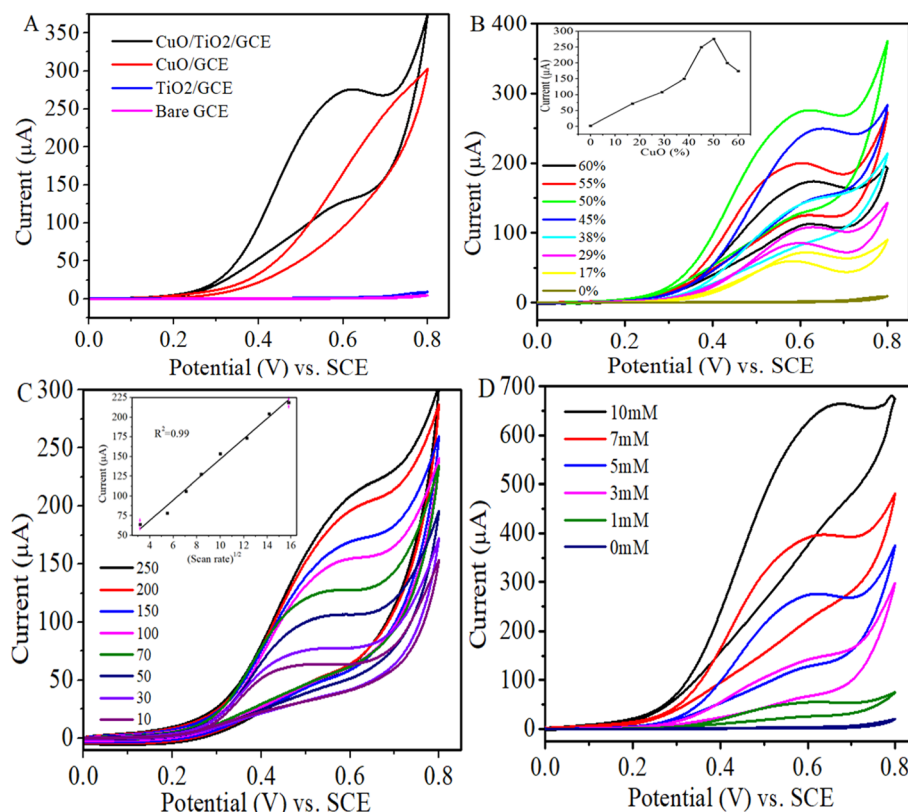 A
CuO/TiO2/GCE
CuO/GCE
TiO2/GCE
Bare GCE
350
300
250
200
150
100
50
0
Current (µA)
0.0 0.2 0.4 0.6 0.8
Potential (V) vs. SCE
B
400
300
200
100
0
Current (µA)
300
250
200
150
100
50
0
Current (µA)
0 10 20 30 40 50 60
CuO (%)
60%
55%
50%
45%
38%
29%
17%
0%
0.0 0.2 0.4 0.6 0.8
Potential (V) vs. SCE
C
300
250
200
150
100
50
0
Current (µA)
225
200
175
150
125
100
75
50
Current (µA)
R²=0.99
4 6 8 10 12 14 16
(Scan rate)1/2
250
200
150
100
70
50
30
10
0.0 0.2 0.4 0.6 0.8
Potential (V) vs. SCE
D
700
600
500
400
300
200
100
0
Current (µA)
10mM
7mM
5mM
3mM
1mM
0mM
0.0 0.2 0.4 0.6 0.8
Potential (V) vs. SCE